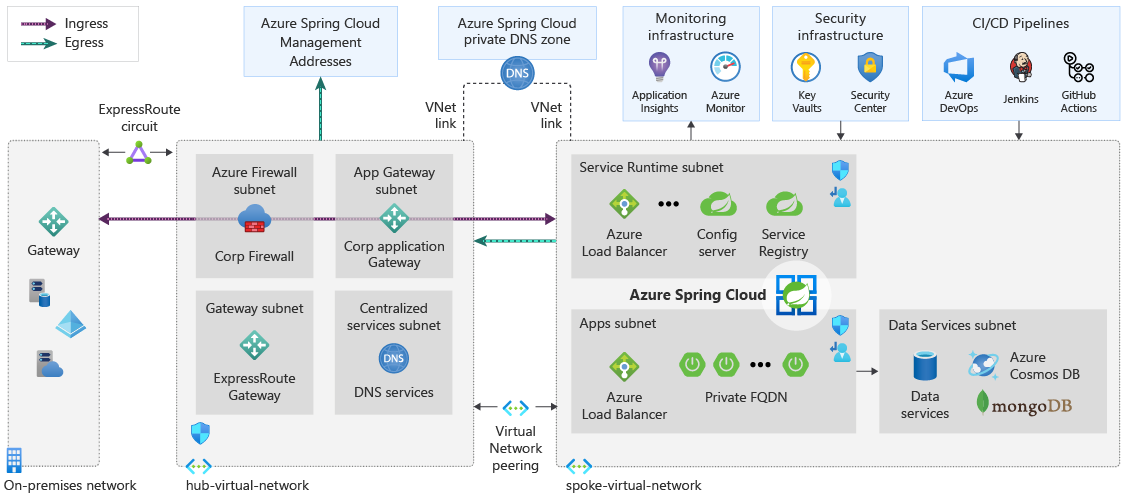 Ingress
Egress
Azure Spring Cloud
Management
Addresses
Azure Spring Cloud
private DNS zone
DNS
Monitoring
infrastructure
Application
Insights
Azure
Monitor
Security
infrastructure
Key
Vaults
Security
Center
CI/CD Pipelines
Azure
DevOps
Jenkins
GitHub
Actions
ExpressRoute
circuit
VNet
link
VNet
link
Gateway
On-premises network
Azure Firewall
subnet
Corp Firewall
App Gateway
subnet
Corp application
Gateway
Gateway subnet
ExpressRoute
Gateway
Centralized
services subnet
DNS
DNS services
hub-virtual-network
Virtual
Network
peering
Service Runtime subnet
Azure
Load Balancer
Config
server
Service
Registry
Azure Spring Cloud
Apps subnet
Azure
Load Balancer
Private FQDN
Data Services subnet
Data
services
Azure
Cosmos DB
mongoDB
spoke-virtual-network